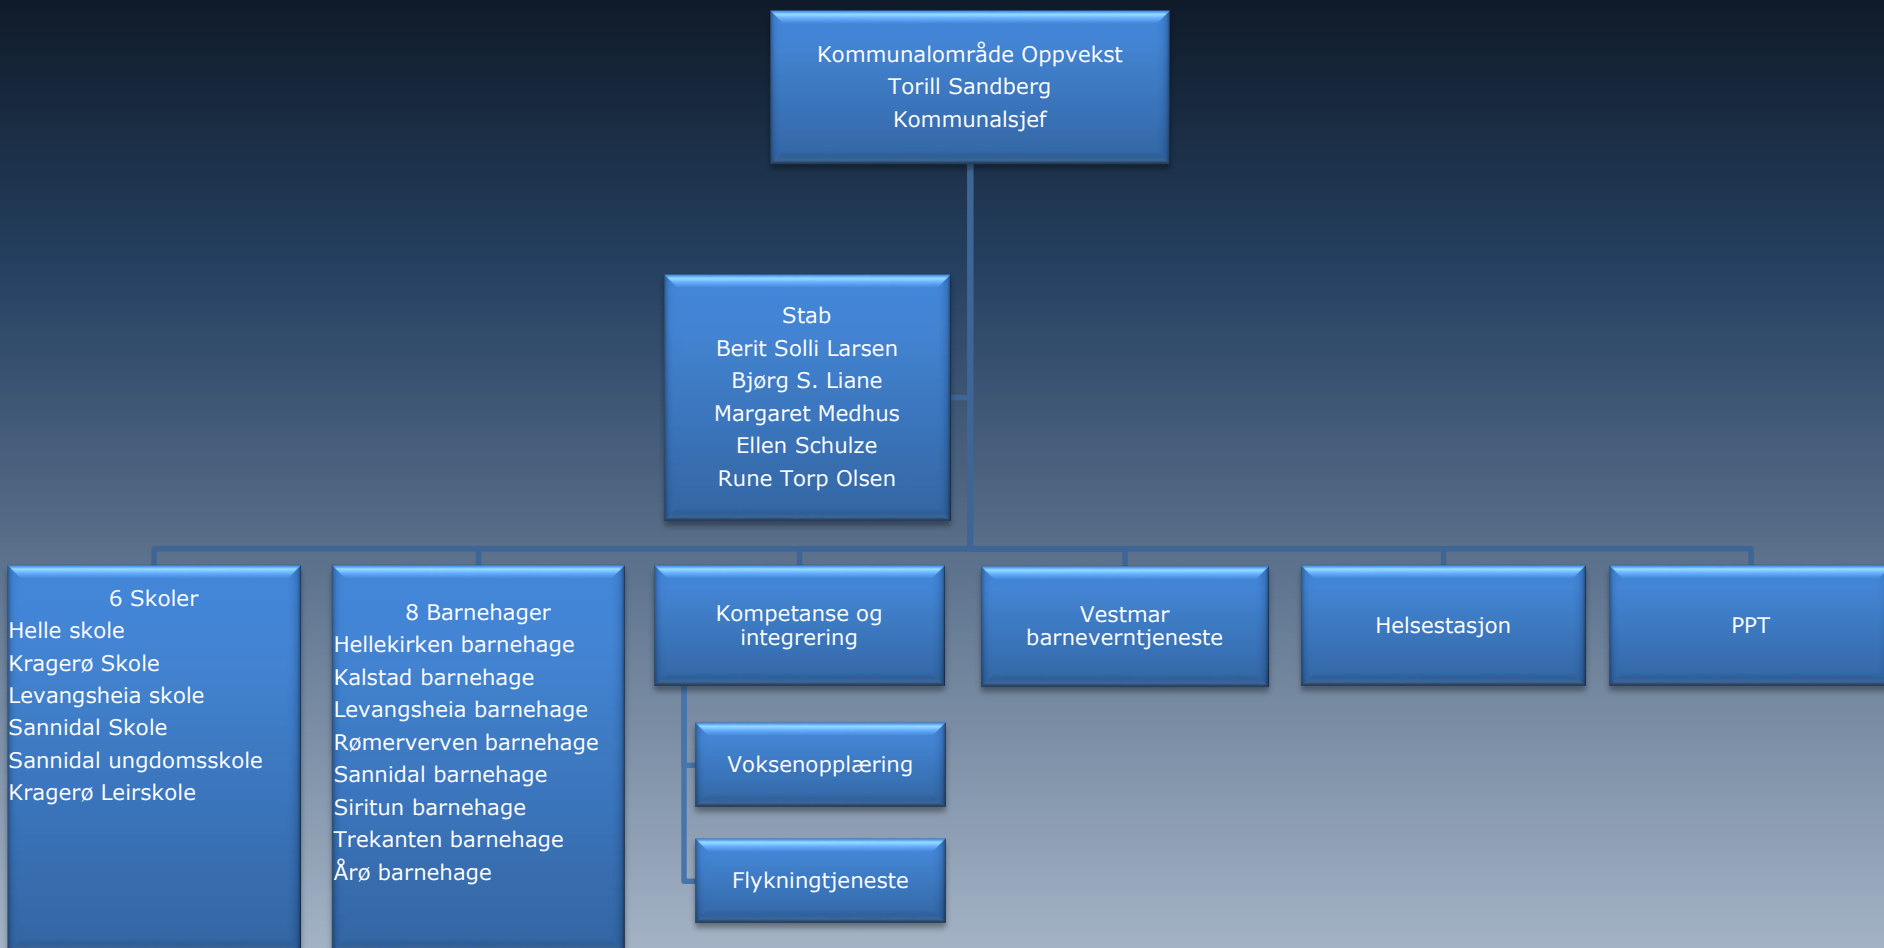 Kommunalområde Oppvekst
Torill Sandberg
Kommunalsjef
Stab
Berit Solli Larsen
Bjørg S. Liane
Margaret Medhus
Ellen Schulze
Rune Torp Olsen
6 Skoler
Helle skole
Kragerø Skole
Levangsheia skole
Sannidal Skole
Sannidal ungdomsskole
Kragerø Leirskole
8 Barnehager
Hellekirken barnehage
Kalstad barnehage
Levangsheia barnehage
Rømerverven barnehage
Sannidal barnehage
Siritun barnehage
Trekanten barnehage
Årø barnehage
Kompetanse og
integrering
Voksenopplæring
Flykningtjeneste
Vestmar
barneverntjeneste
Helsestasjon
PPT